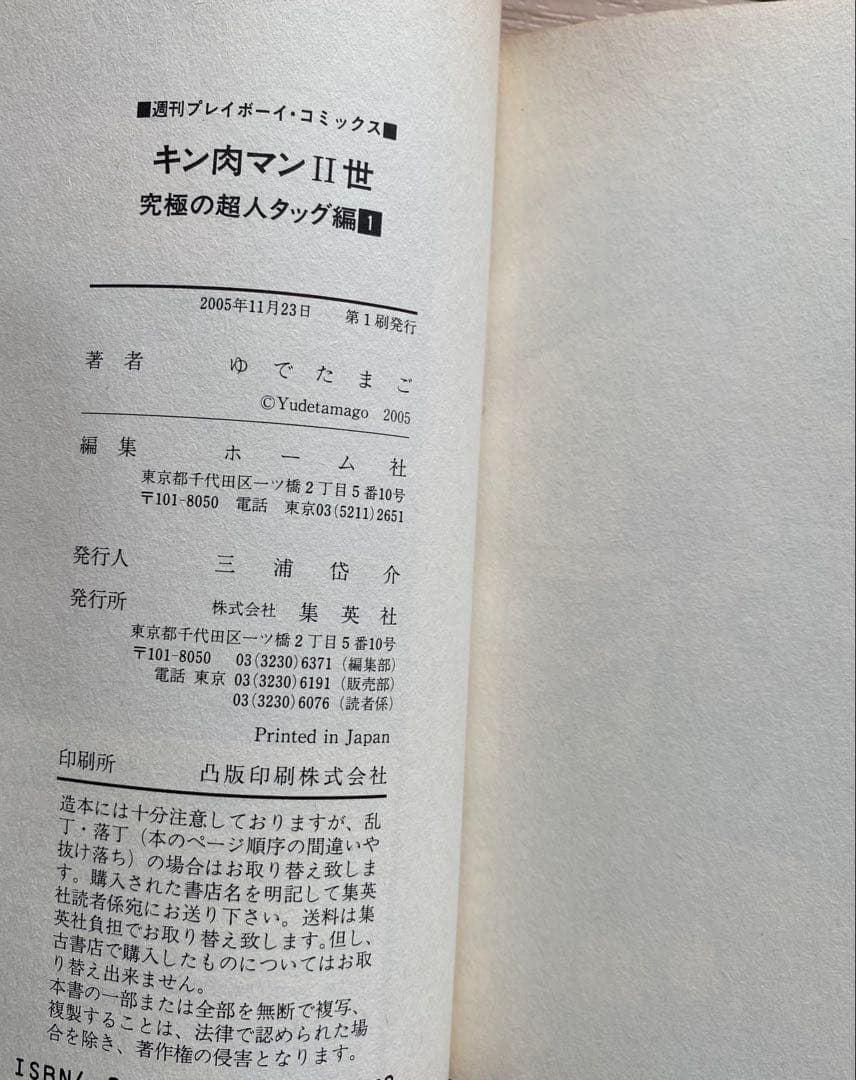 ■週刊プレイボーイ・コミックス■
キン肉マンII世
究極の超人タッグ編1
2005年11月23日 第1刷発行
著者 ゆでたまご
©Yudetamago 2005
編集 ホーム社
東京都千代田区一ツ橋2丁目5番10号
〒101-8050 電話 東京03(5211)2651
発行人 三浦岱介
発行所 株式会社 集英社
東京都千代田区一ツ橋2丁目5番10号
〒101-8050 03(3230)6371(編集部)
電話 東京 03(3230)6191(販売部)
03(3230)6076(読者係)
Printed in Japan
印刷所 凸版印刷株式会社
造本には十分注意しておりますが、乱
丁・落丁(本のページ順序の間違いや
抜け落ち)の場合はお取り替え致しま
す。購入された書店名を明記して集英
社読者係宛にお送り下さい。送料は集
英社負担でお取り替え致します。但し、
古書店で購入したものについてはお取
り替え出来ません。
本書の一部または全部を無断で複写、
複製することは、法律で認められた場
合を除き、著作権の侵害となります。
ISBN4